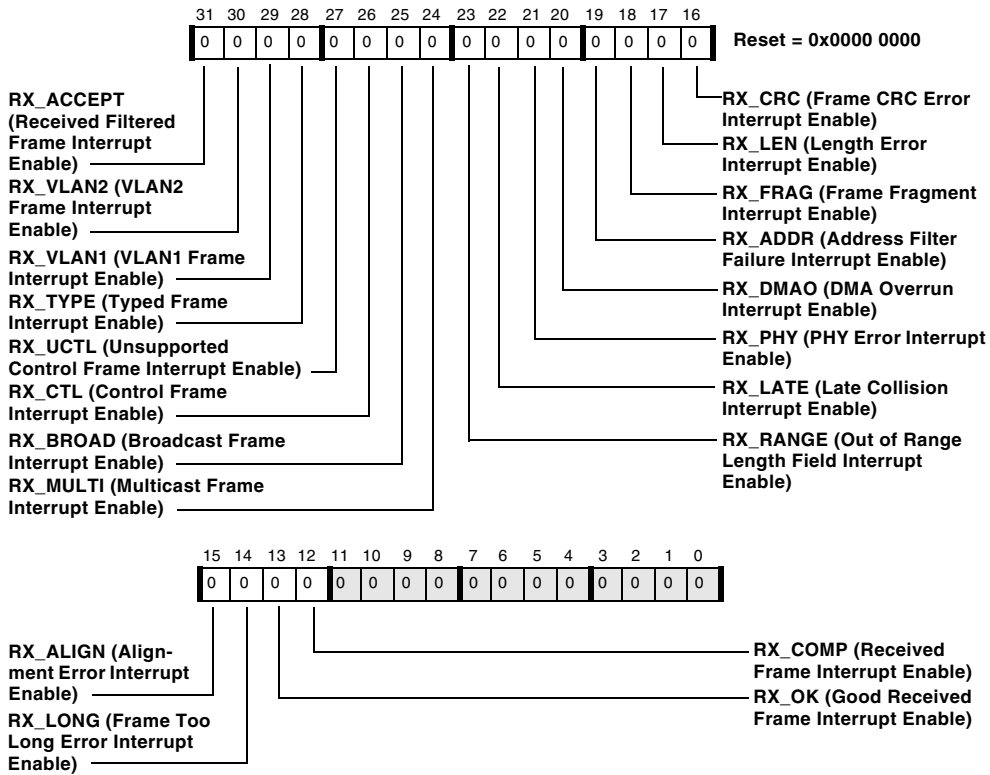 31 30 29 28 27 26 25 24 23 22 21 20 19 18 17 16
0 0 0 0 0 0 0 0 0 0 0 0 0 0 0 0
Reset = 0x0000 0000
RX_ACCEPT
(Received Filtered
Frame Interrupt
Enable)
RX_VLAN2 (VLAN2
Frame Interrupt
Enable)
RX_VLAN1 (VLAN1 Frame
Interrupt Enable)
RX_TYPE (Typed Frame
Interrupt Enable)
RX_UCTL (Unsupported
Control Frame Interrupt Enable)
RX_CTL (Control Frame
Interrupt Enable)
RX_BROAD (Broadcast Frame
Interrupt Enable)
RX_MULTI (Multicast Frame
Interrupt Enable)
RX_CRC (Frame CRC Error
Interrupt Enable)
RX_LEN (Length Error
Interrupt Enable)
RX_FRAG (Frame Fragment
Interrupt Enable)
RX_ADDR (Address Filter
Failure Interrupt Enable)
RX_DMAO (DMA Overrun
Interrupt Enable)
RX_PHY (PHY Error Interrupt
Enable)
RX_LATE (Late Collision
Interrupt Enable)
RX_RANGE (Out of Range
Length Field Interrupt
Enable)
15 14 13 12 11 10 9 8 7 6 5 4 3 2 1 0
0 0 0 0 0 0 0 0 0 0 0 0 0 0 0 0
RX_ALIGN (Align-
ment Error Interrupt
Enable)
RX_LONG (Frame Too
Long Error Interrupt
Enable)
RX_COMP (Received
Frame Interrupt Enable)
RX_OK (Good Received
Frame Interrupt Enable)